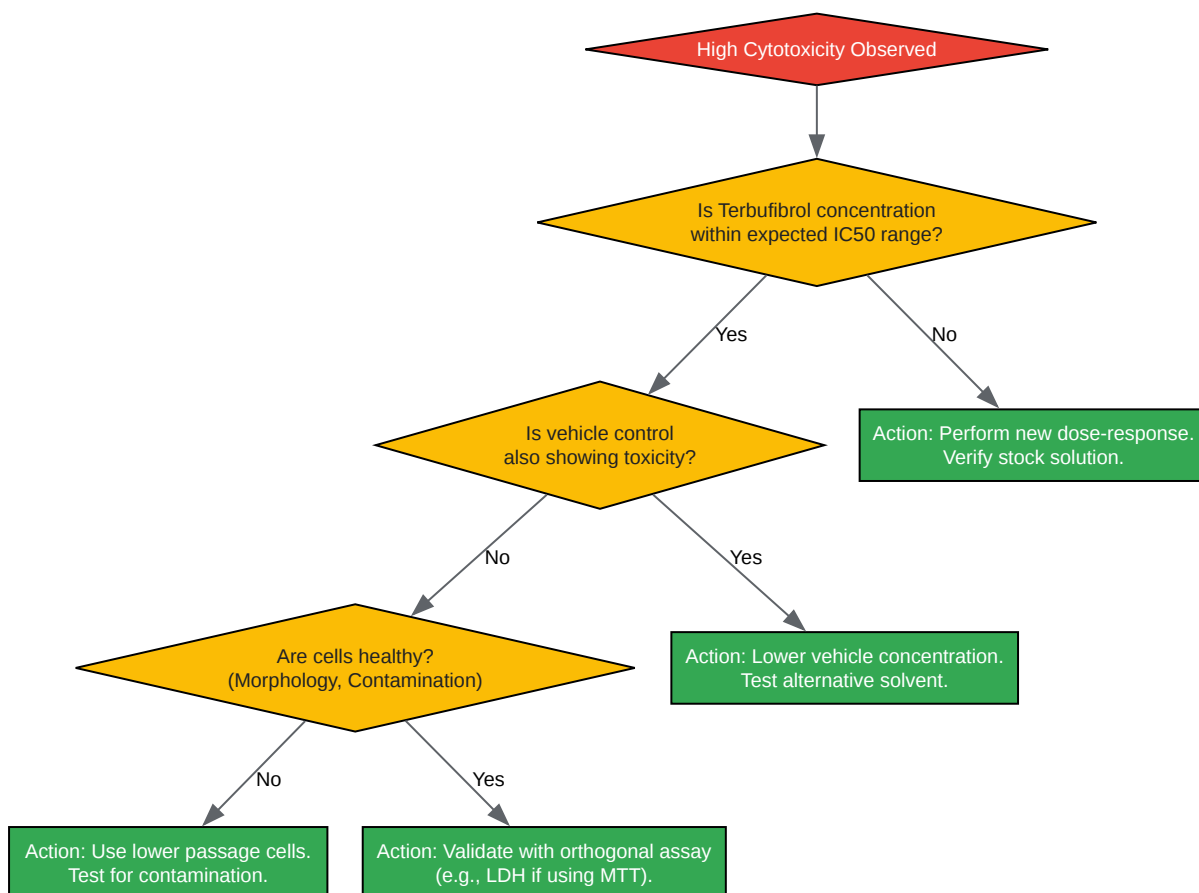 High Cytotoxicity Observed
Is Terbufibrol concentration
within expected IC50 range?
Yes
No
Is vehicle control
also showing toxicity?
Action: Perform new dose-response.
Verify stock solution.
No
Yes
Are cells healthy?
(Morphology, Contamination)
Action: Lower vehicle concentration.
Test alternative solvent.
No
Yes
Action: Use lower passage cells.
Test for contamination.
Action: Validate with orthogonal assay
(e.g., LDH if using MTT).